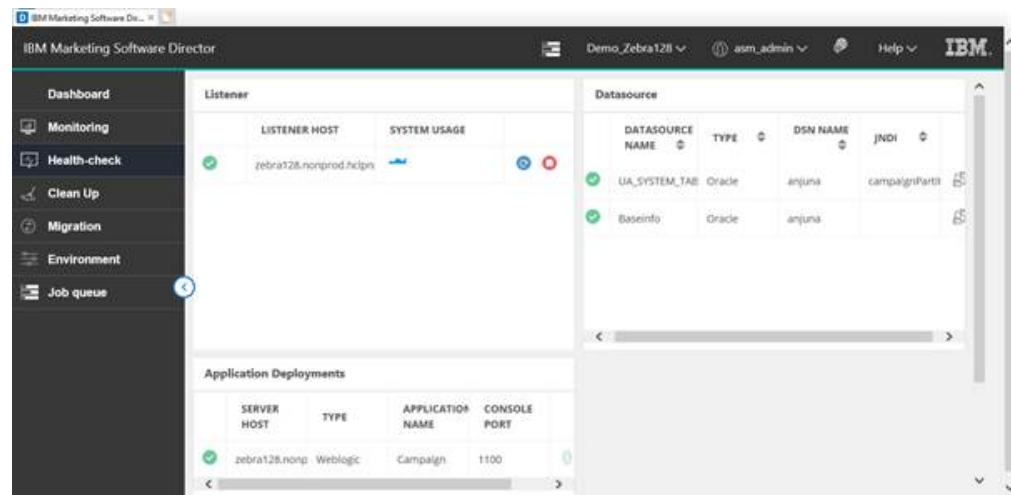 IBM Marketing Software Dir...
IBM Marketing Software Director
Demo_Zebra128
asm_admin
Help
IBM.
Dashboard
Monitoring
Health-check
Clean Up
Migration
Environment
Job queue
Listener
LISTENER HOST
SYSTEM USAGE
zebra128.nonprod.hclpn
Datasource
DATASOURCE NAME
TYPE
DSN NAME
JNDI
UA_SYSTEM_TAB
Oracle
anjuna
campaignPartit
Baseinfo
Oracle
anjuna
Application Deployments
SERVER HOST
TYPE
APPLICATION NAME
CONSOLE PORT
zebra128.nonp
Weblogic
Campaign
1100